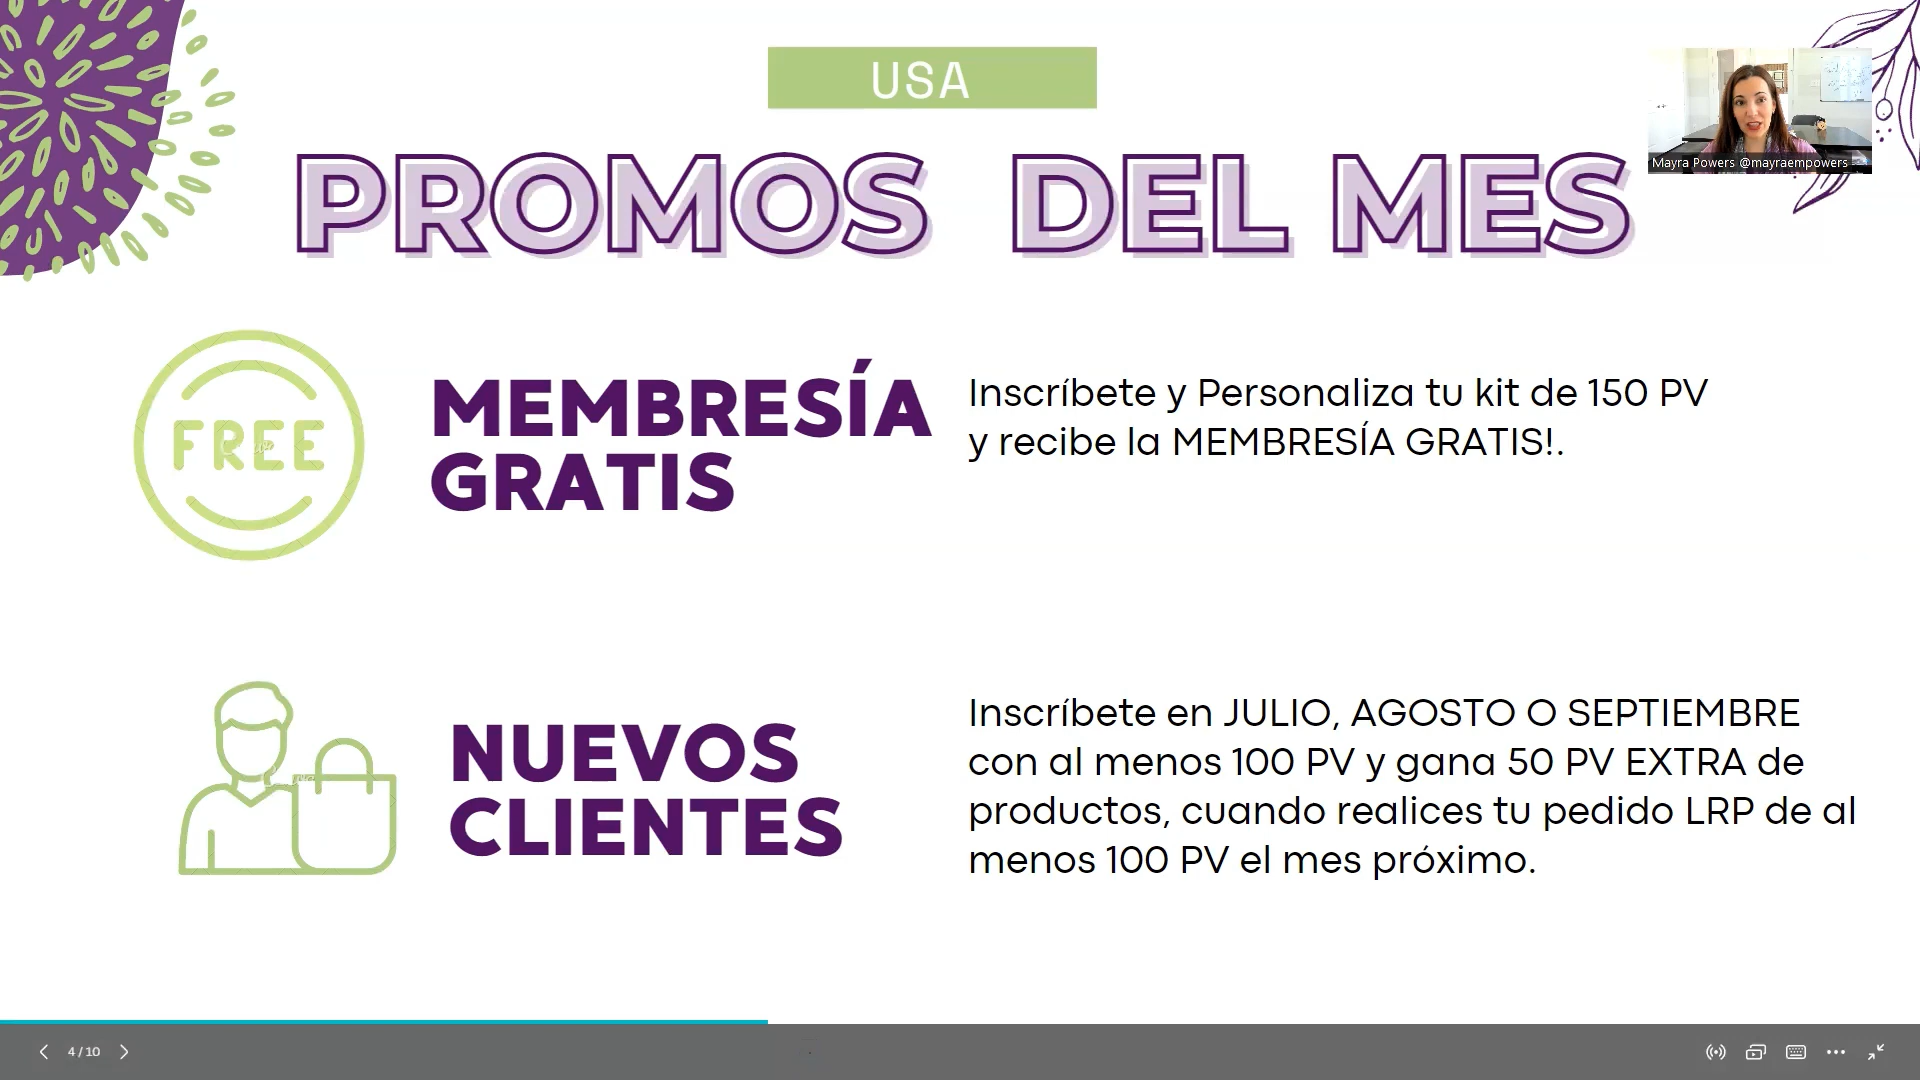 USA
PROMOS DEL MES
Mayra Powers @mayraempowers
FREE
MEMBRESÍA
GRATIS
Inscríbete y Personaliza tu kit de 150 PV
y recibe la MEMBRESÍA GRATIS!.
NUEVOS
CLIENTES
Inscríbete en JULIO, AGOSTO O SEPTIEMBRE
con al menos 100 PV y gana 50 PV EXTRA de
productos, cuando realices tu pedido LRP de al
menos 100 PV el mes próximo.
4 / 10